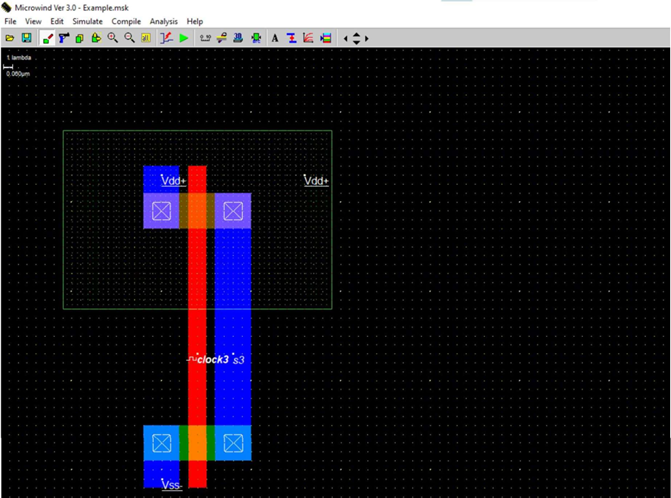 Microwind Ver 3.0 - Example.msk
File View Edit Simulate Compile Analysis Help
A
1 lambda
0.060μm
Vdd+ Vdd+
clock3 s3
Vss-